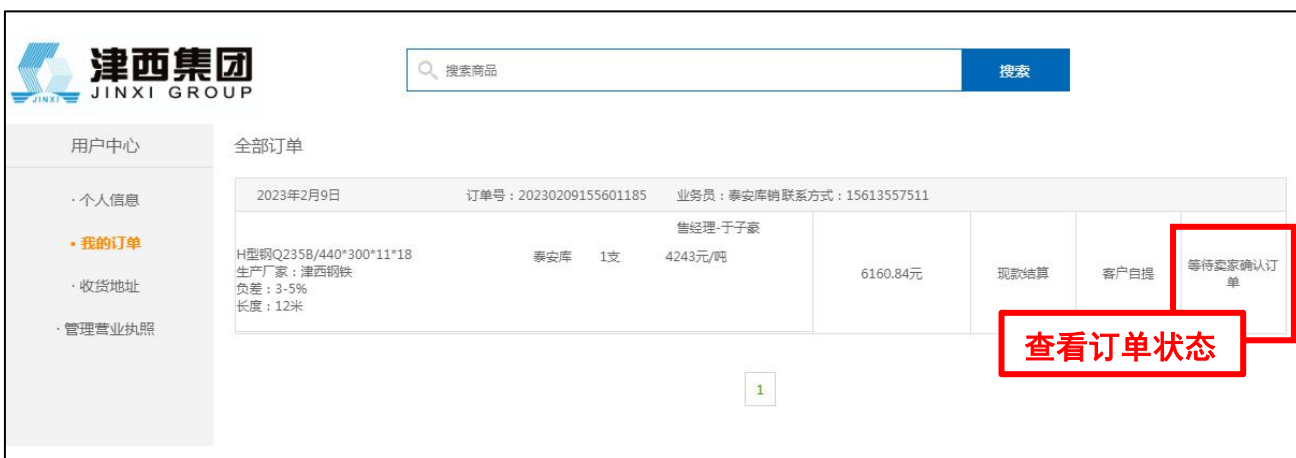 津西集团
JINXI GROUP
JINXI
搜索商品
搜索
用户中心
·个人信息
•我的订单
·收货地址
·管理营业执照
全部订单
2023年2月9日 订单号：20230209155601185 业务员：泰安库销 联系方式：15613557511
售经理-于子豪
H型钢Q235B/440*300*11*18 泰安库 1支 4243元/吨
生产厂家：津西钢铁
负差：3-5%
长度：12米
6160.84元 现款结算 客户自提
等待卖家确认订
单
查看订单状态
1